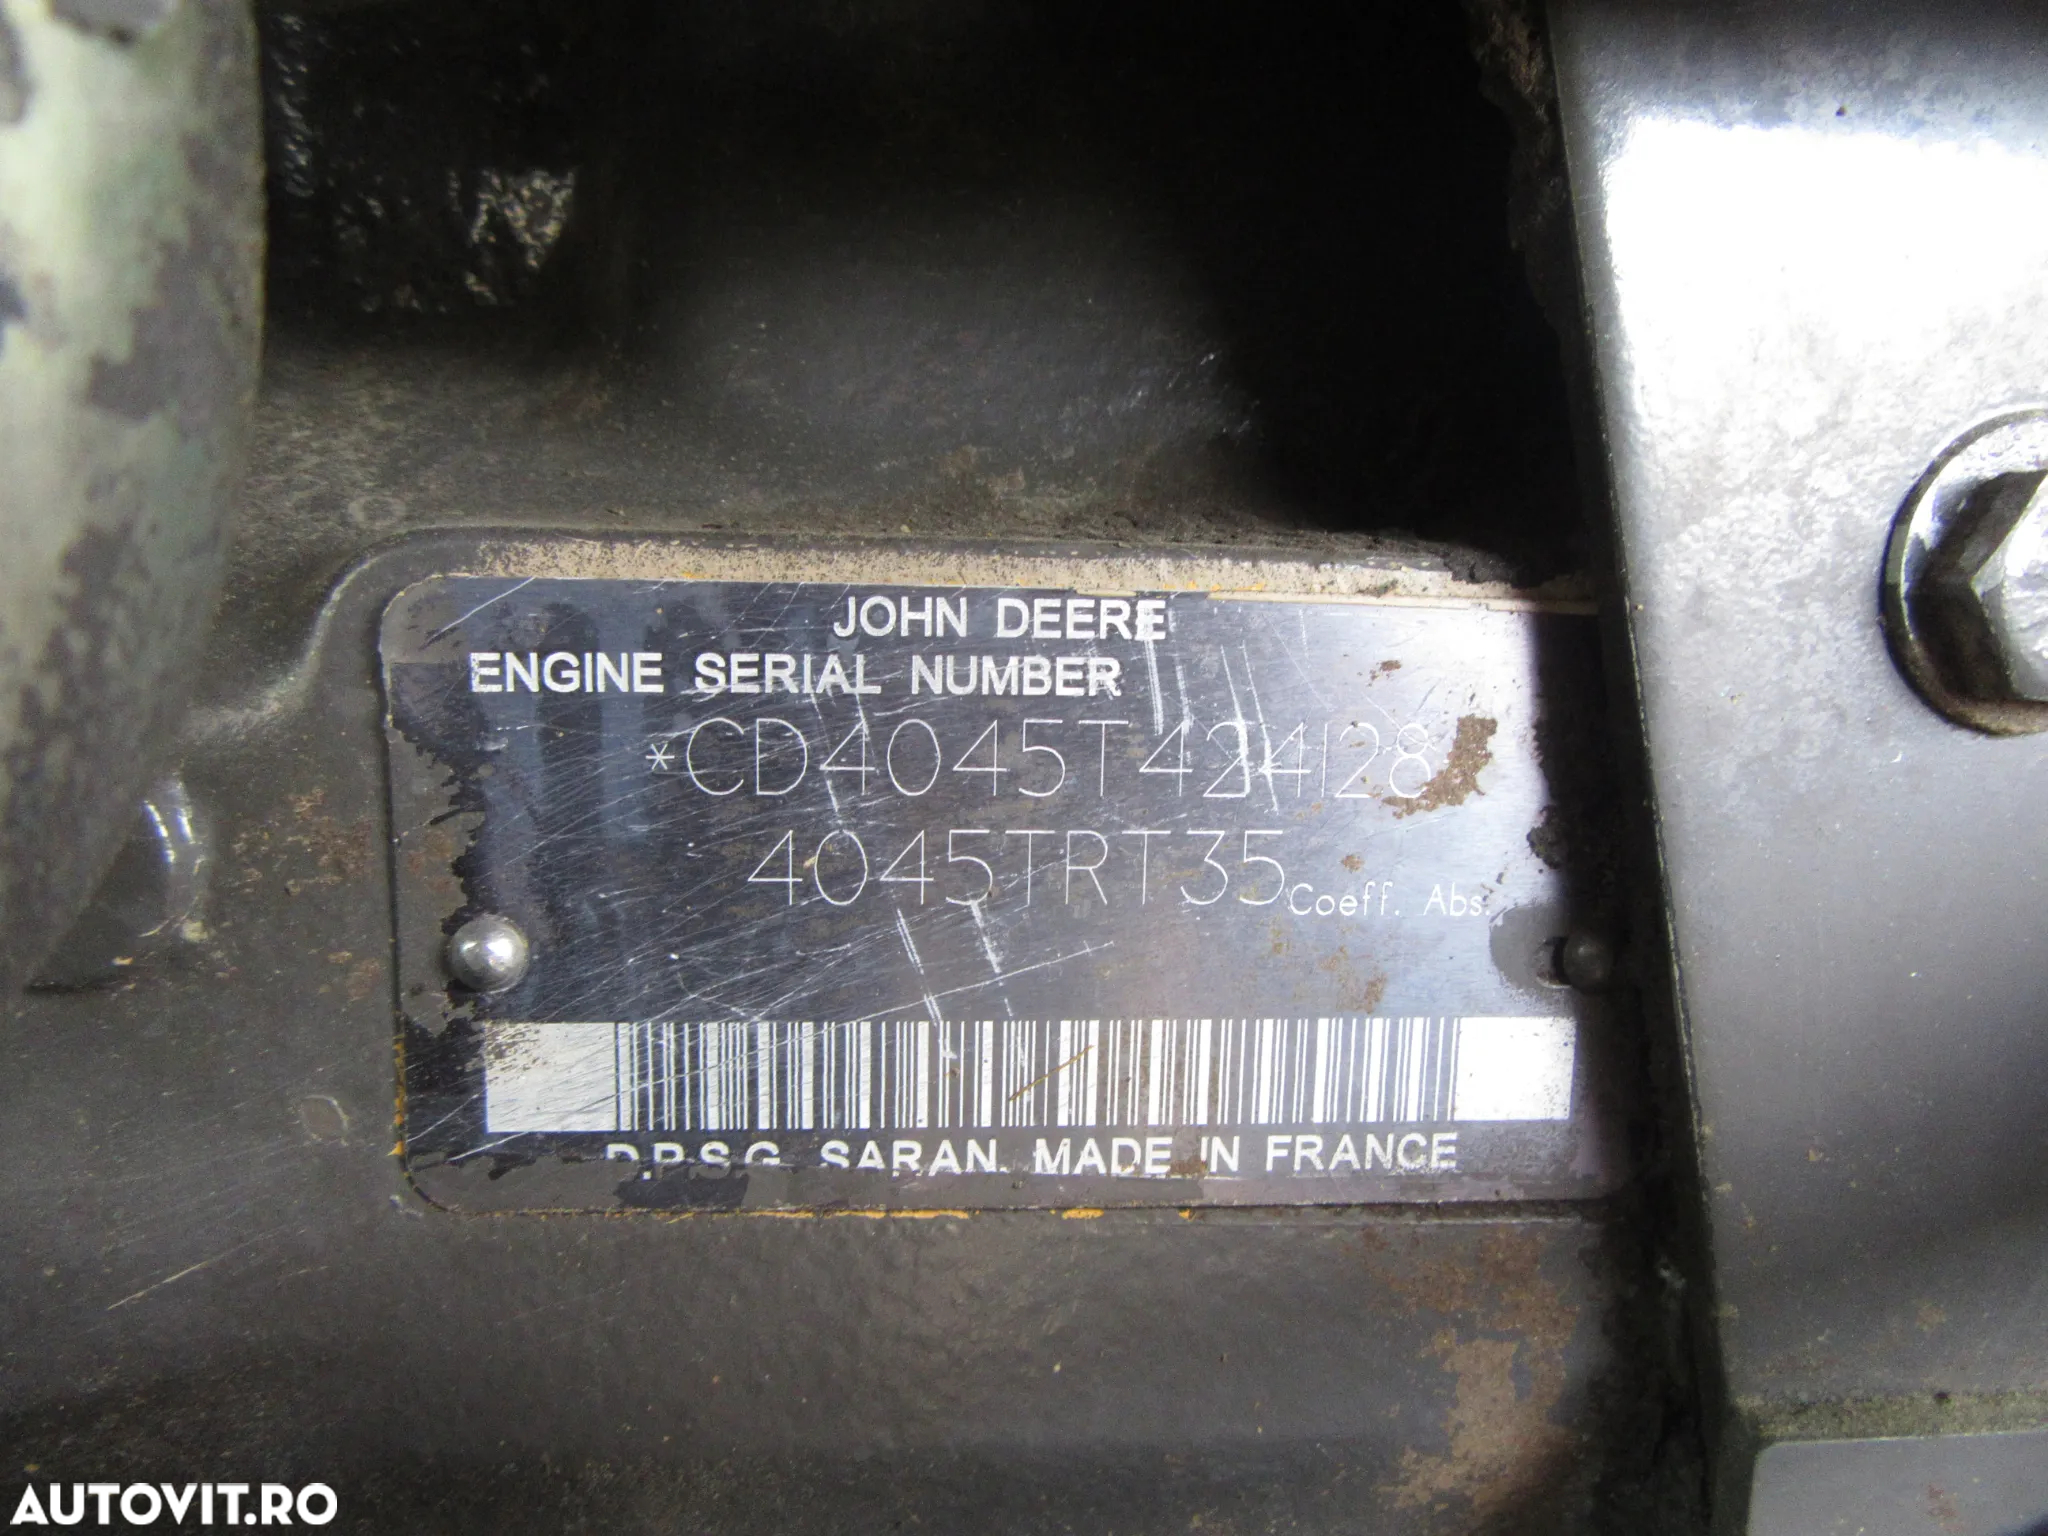 JOHN DEERE
ENGINE SERIAL NUMBER
*CD4045T424128
4045TRT35 Coeff. Abs.
D.P.S.G. SARAN. MADE IN FRANCE
AUTOVIT.RO